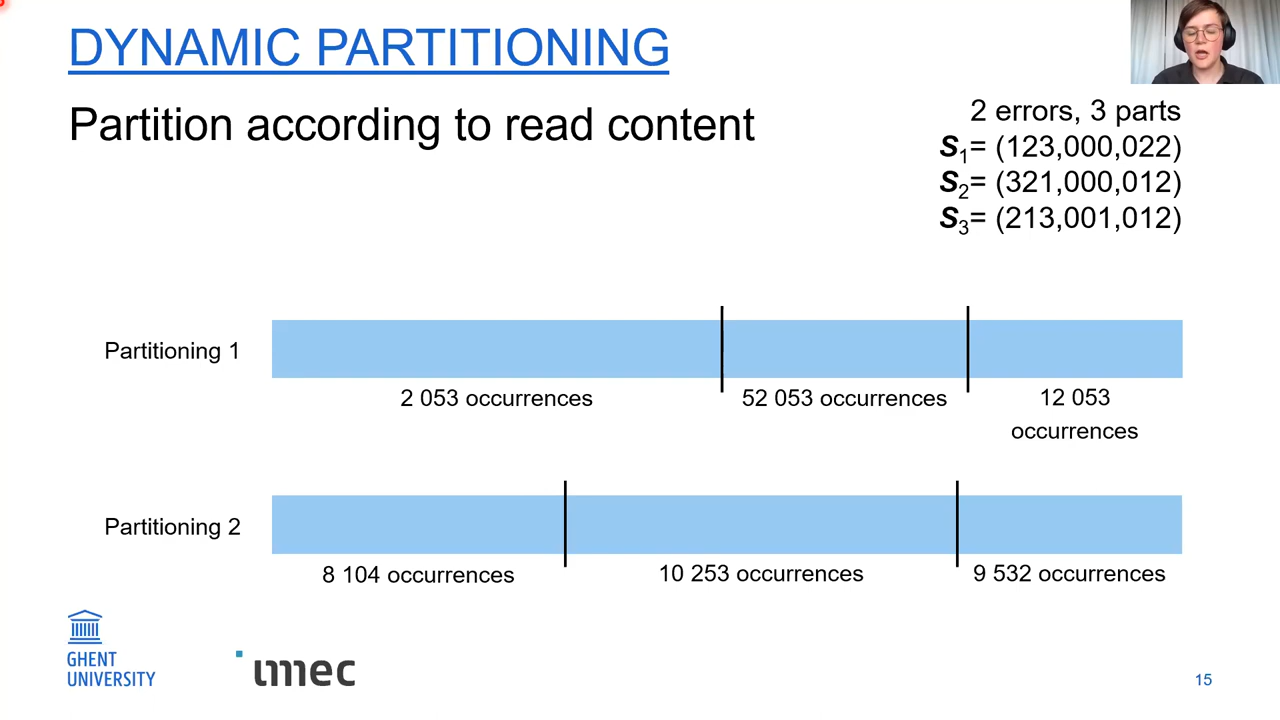 DYNAMIC PARTITIONING
Partition according to read content
2 errors, 3 parts
S1= (123,000,022)
S2= (321,000,012)
S3= (213,001,012)
Partitioning 1
2 053 occurrences
52 053 occurrences
12 053
occurrences
Partitioning 2
8 104 occurrences
10 253 occurrences
9 532 occurrences
GHENT
UNIVERSITY
imec
15